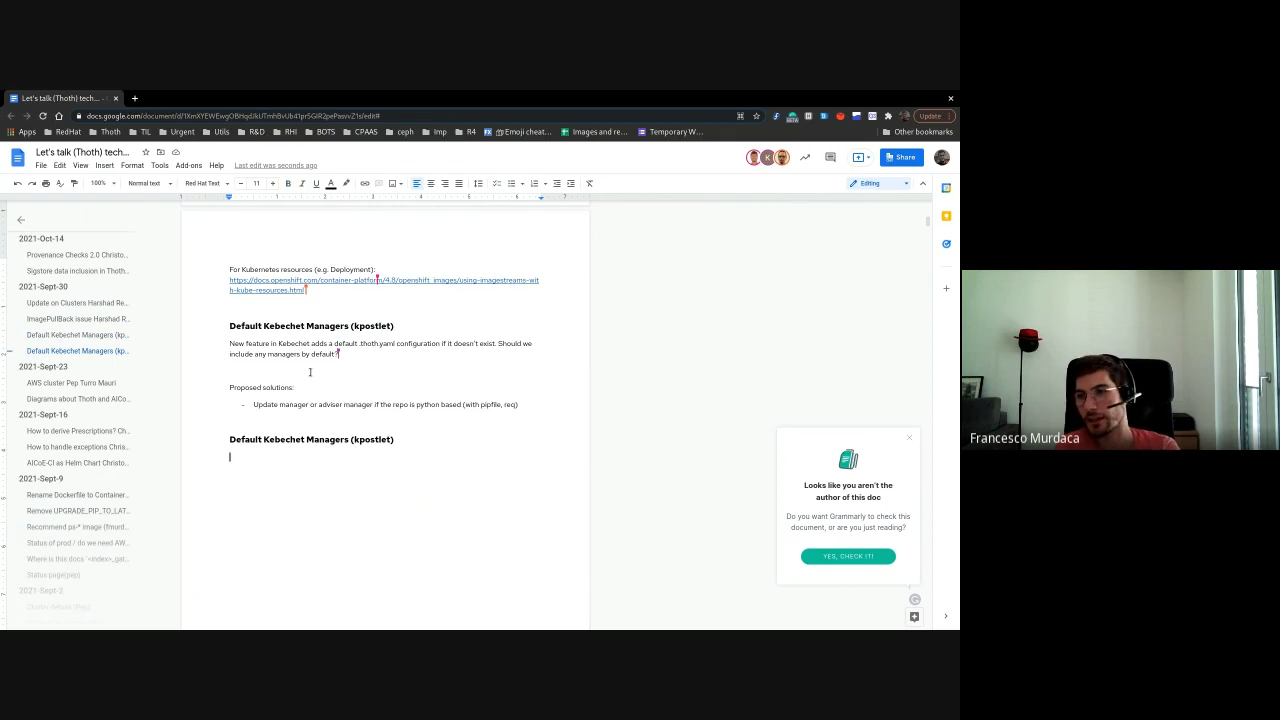 Let's talk (Thoth) tech... -
Apps
RedHat
Thoth
TIL
Urgent
Utils
R&D
RHI
BOTS
CPAAS
ceph
Imp
R4
Emoji cheat...
Images and re...
Temporary W...
Other bookmarks
Update
Let's talk (Thoth) tech...
File Edit View Insert Format Tools Add-ons Help Last edit was seconds ago
Share
100% Normal text Red Hat Text - 11 + Editing
2021-Oct-14
Provenance Checks 2.0 Christo...
Sigstore data inclusion in Thoth...
2021-Sept-30
Update on Clusters Harshad Re...
ImagePullBack issue Harshad R...
Default Kebechet Managers (kp...
Default Kebechet Managers (kp...
2021-Sept-23
AWS cluster Pep Turro Mauri
Diagrams about Thoth and AICo...
2021-Sept-16
How to derive Prescriptions? Ch...
How to handle exceptions Chris...
AICoE-CI as Helm Chart Christo...
2021-Sept-9
Rename Dockerfile to Container...
Remove UPGRADE_PIP_TO_LAT...
Recommend ps-* image (fmurd...
Status of prod / do we need AW...
Where is this docs `<index>_gat...
Status page(pep)
2021-Sept-2
For Kubernetes resources (e.g. Deployment):
https://docs.openshift.com/container-platform/4.8/openshift_images/using-imagestreams-wit
h-kube-resources.html
Default Kebechet Managers (kpostlet)
New feature in Kebechet adds a default .thoth.yaml configuration if it doesn't exist. Should we
include any managers by default?
Proposed solutions:
- Update manager or adviser manager if the repo is python based (with pipfile, req)
Default Kebechet Managers (kpostlet)
Looks like you aren't the
author of this doc
Do you want Grammarly to check this
document, or are you just reading?
YES, CHECK IT!
Francesco Murdaca